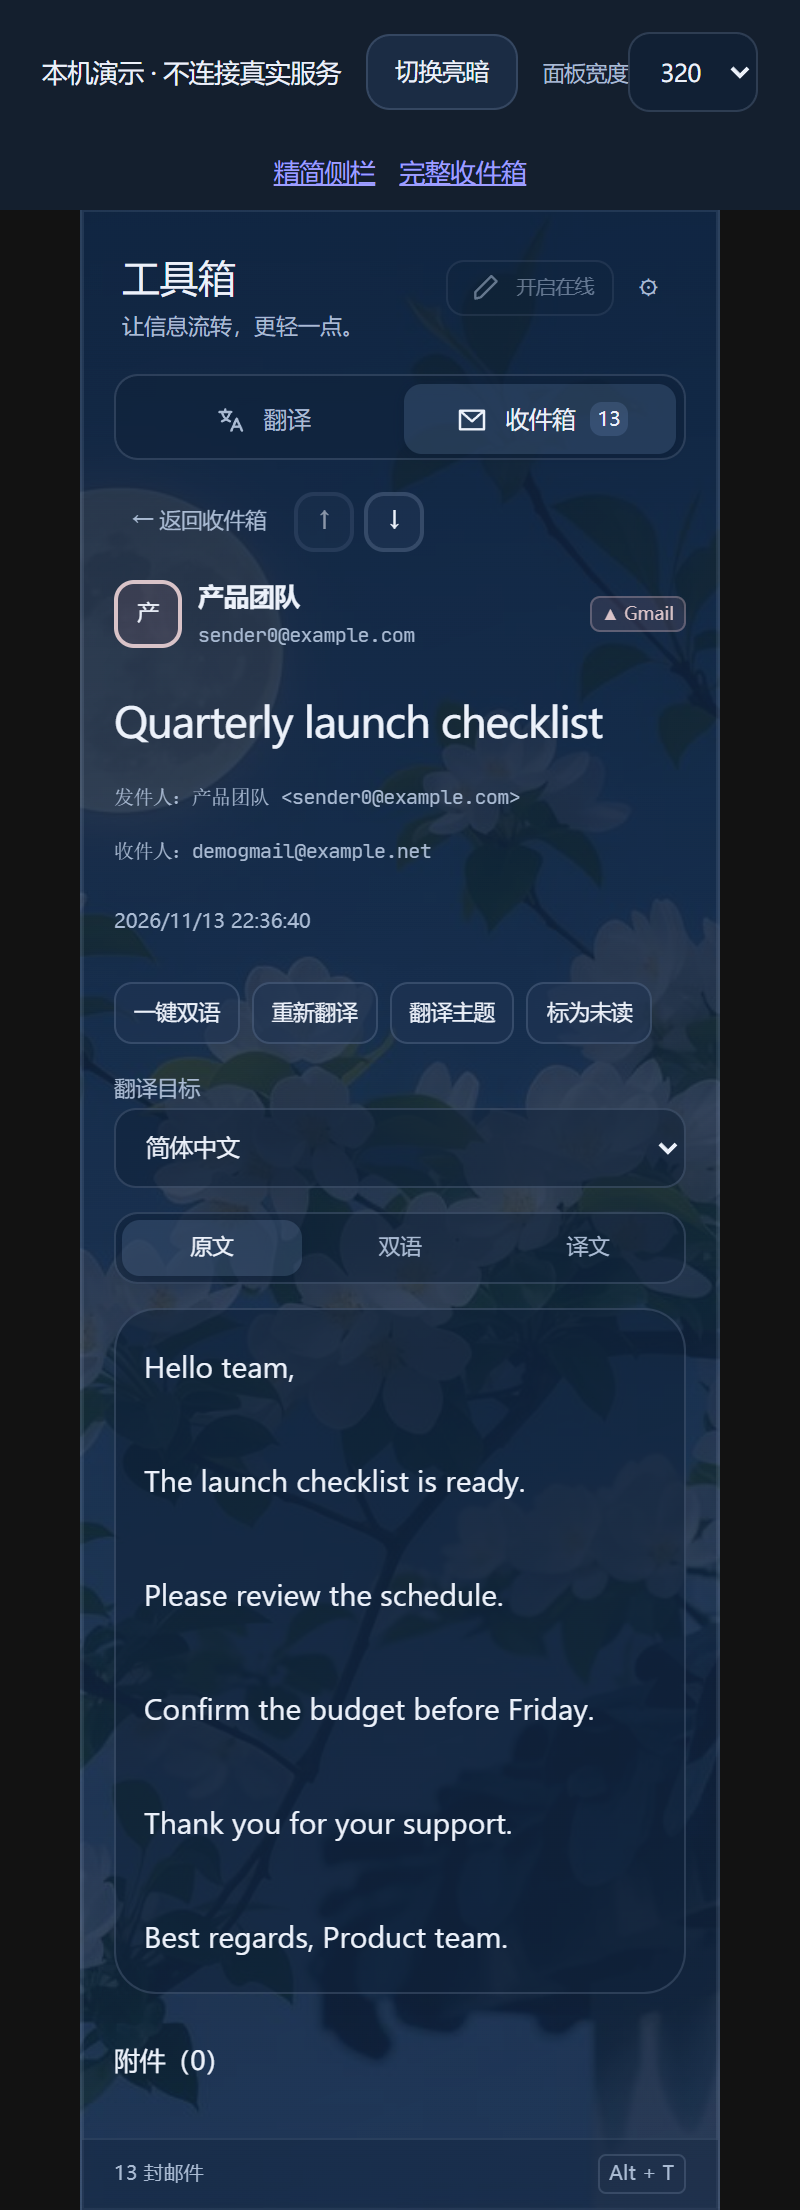 本机演示 · 不连接真实服务 切换亮暗 面板宽度 320
精简侧栏 完整收件箱
工具箱
开启在线
让信息流转，更轻一点。
翻译 收件箱 13
← 返回收件箱 ↑ ↓
产 产品团队
sender0@example.com
▲ Gmail
Quarterly launch checklist
发件人：产品团队 <sender0@example.com>
收件人：demogmail@example.net
2026/11/13 22:36:40
一键双语 重新翻译 翻译主题 标为未读
翻译目标
简体中文
原文 双语 译文
Hello team,
The launch checklist is ready.
Please review the schedule.
Confirm the budget before Friday.
Thank you for your support.
Best regards, Product team.
附件（0）
13 封邮件 Alt + T